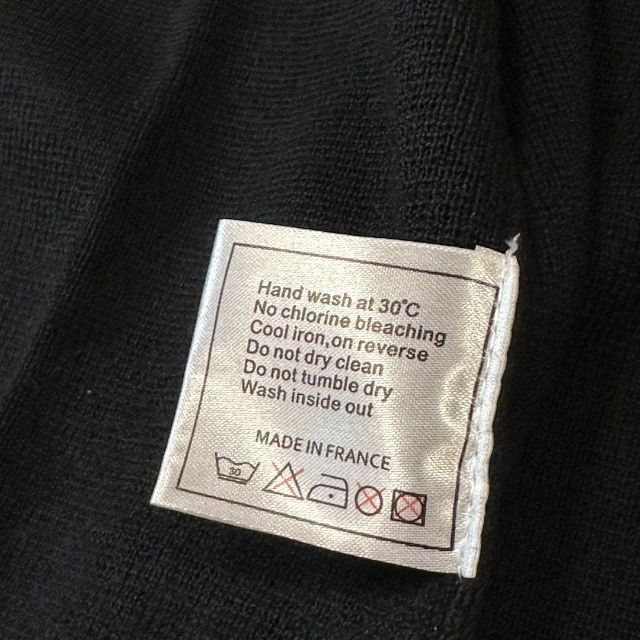 Hand wash at 30°C
No chlorine bleaching
Cool iron,on reverse
Do not dry clean
Do not tumble dry
Wash inside out
MADE IN FRANCE
30